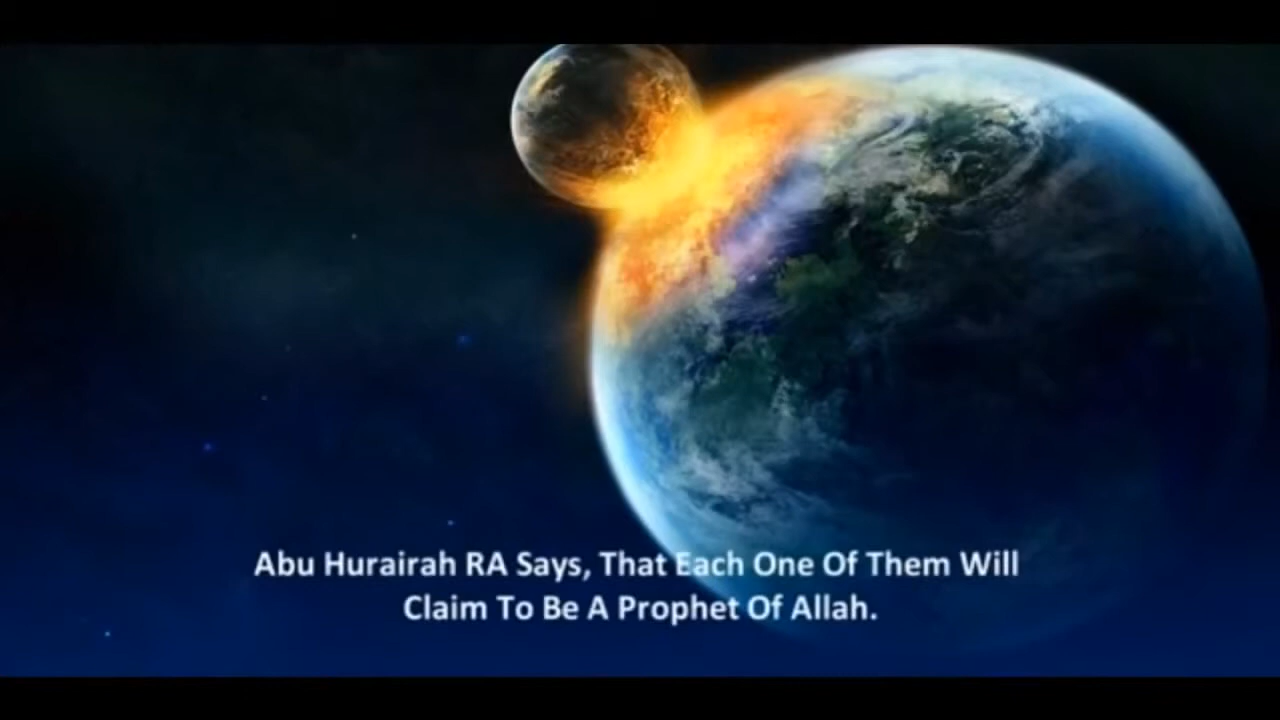 Abu Hurairah RA Says, That Each One Of Them Will
Claim To Be A Prophet Of Allah.